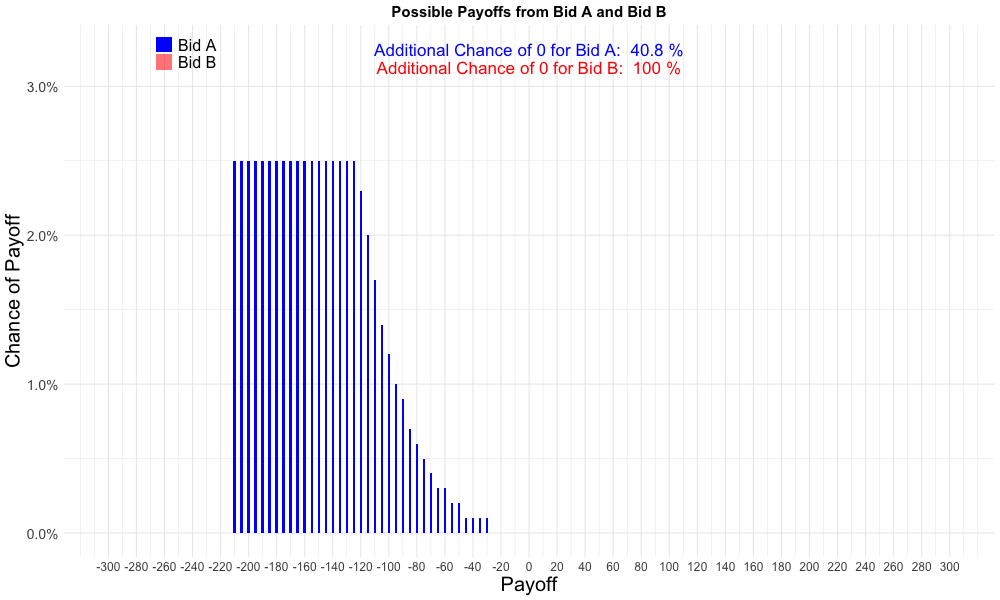 Possible Payoffs from Bid A and Bid B
Bid A
Bid B
Additional Chance of 0 for Bid A:  40.8 %
Additional Chance of 0 for Bid B:  100 %
Chance of Payoff
3.0%
2.0%
1.0%
0.0%
-300 -280 -260 -240 -220 -200 -180 -160 -140 -120 -100 -80 -60 -40 -20 0 20 40 60 80 100 120 140 160 180 200 220 240 260 280 300
Payoff